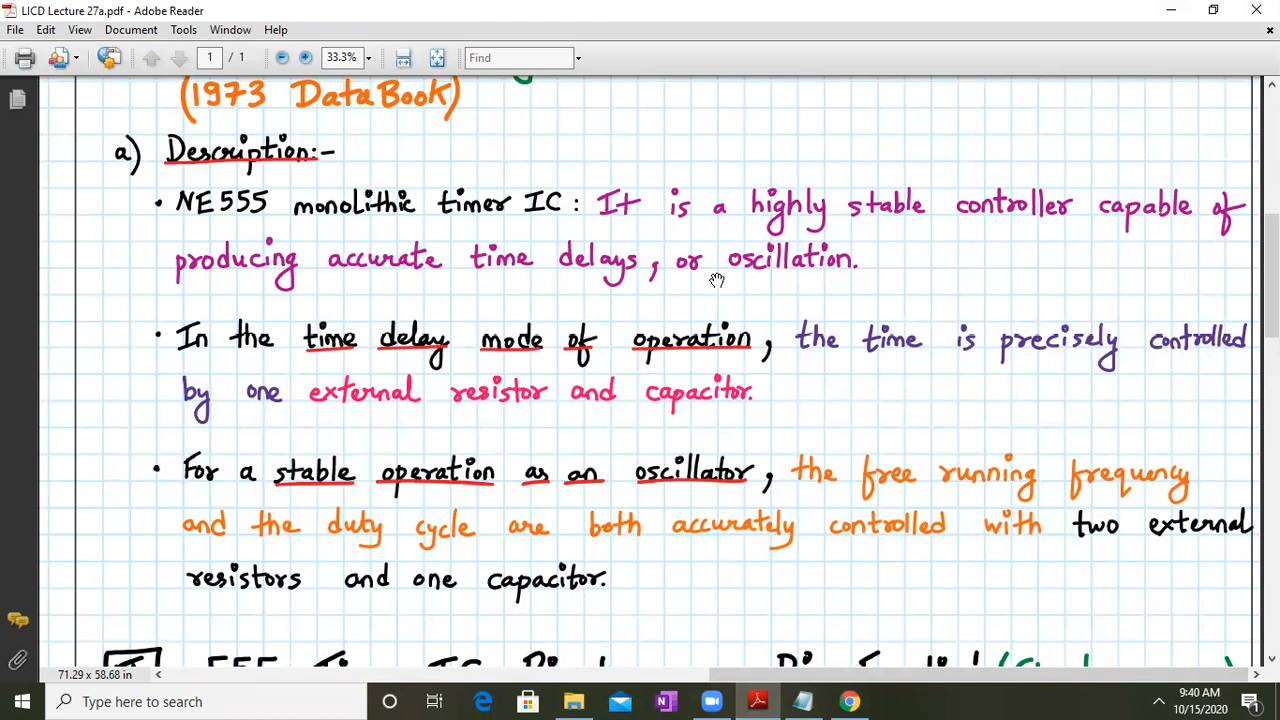 LICD Lecture 27a.pdf - Adobe Reader
File Edit View Document Tools Window Help
1 / 1 33.3% Find
(1973 DataBook)
a) Description:-
• NE555 monolithic timer IC : It is a highly stable controller capable of
producing accurate time delays, or oscillation.
• In the time delay mode of operation, the time is precisely controlled
by one external resistor and capacitor.
• For a stable operation as an oscillator, the free running frequency
and the duty cycle are both accurately controlled with two external
resistors and one capacitor.
71.29 x 58.68 in
Type here to search
9:40 AM
10/15/2020